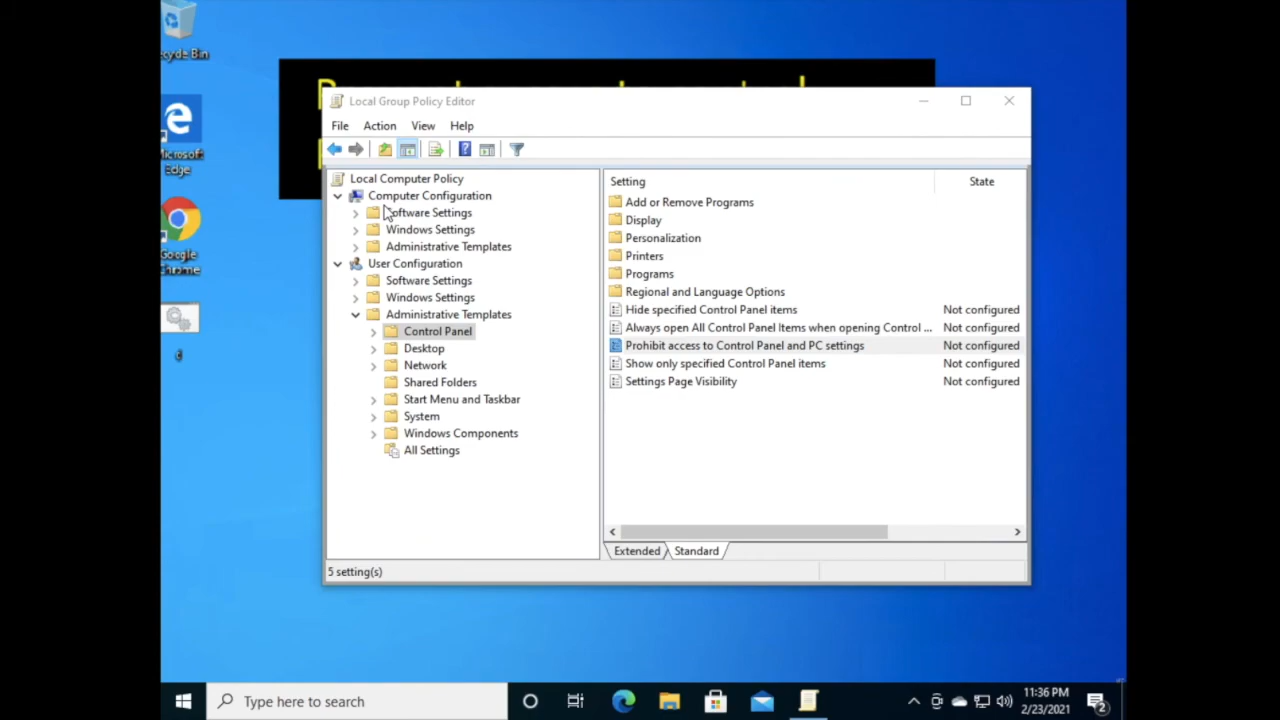 ecycle Bin
Microsoft
Edge
Google
Chrome
Local Group Policy Editor
File Action View Help
Local Computer Policy
Computer Configuration
Software Settings
Windows Settings
Administrative Templates
User Configuration
Software Settings
Windows Settings
Administrative Templates
Control Panel
Desktop
Network
Shared Folders
Start Menu and Taskbar
System
Windows Components
All Settings
Setting State
Add or Remove Programs
Display
Personalization
Printers
Programs
Regional and Language Options
Hide specified Control Panel items Not configured
Always open All Control Panel Items when opening Control ... Not configured
Prohibit access to Control Panel and PC settings Not configured
Show only specified Control Panel items Not configured
Settings Page Visibility Not configured
Extended Standard
5 setting(s)
Type here to search
11:36 PM
2/23/2021
2